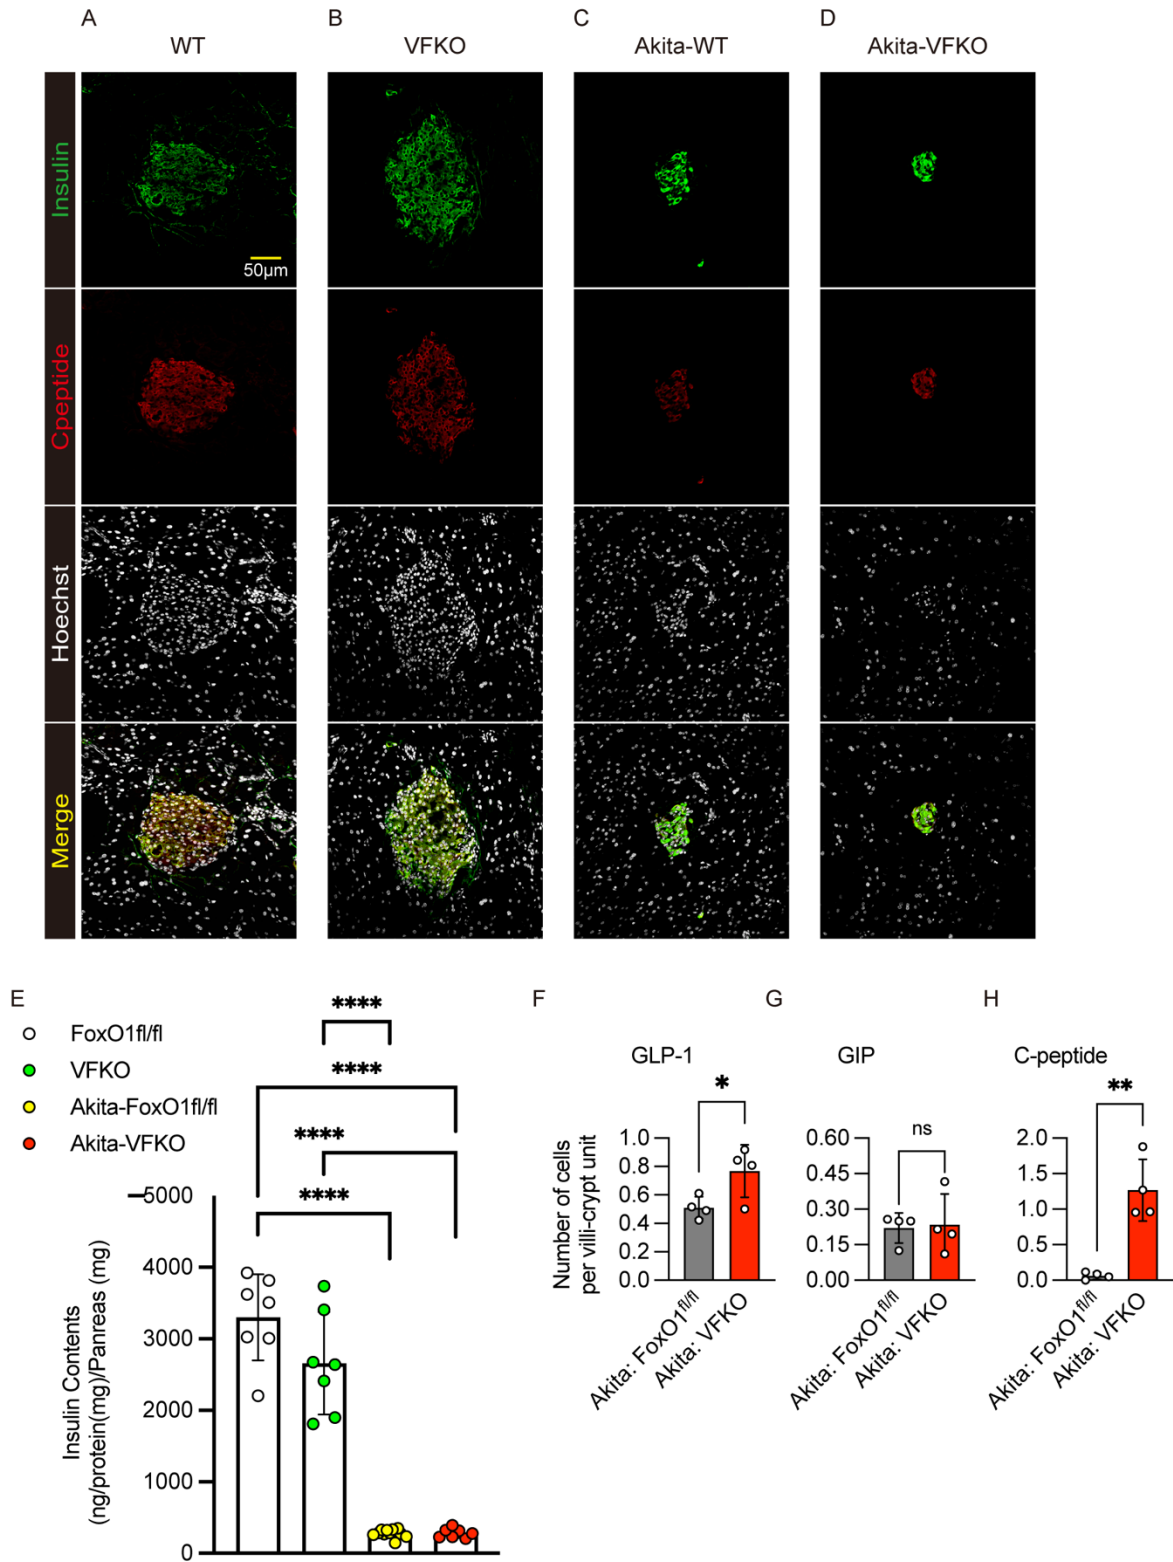 A
B
C
D
WT
VFKO
Akita-WT
Akita-VFKO
Insulin
50μm
Cpeptide
Hoechst
Merge
E
FoxO1fl/fl
VFKO
Akita-FoxO1fl/fl
Akita-VFKO
****
****
****
****
5000
4000
3000
2000
1000
0
Insulin Contents
(ng/protein(mg)/Panreas (mg)
F
GLP-1
*
Number of cells
per villi-crypt unit
1.0
0.8
0.6
0.4
0.2
0.0
Akita: FoxO1fl/fl
Akita: VFKO
G
GIP
ns
0.60
0.45
0.30
0.15
0.00
Akita: FoxO1fl/fl
Akita: VFKO
H
C-peptide
**
2.0
1.5
1.0
0.5
0.0
Akita: FoxO1fl/fl
Akita: VFKO